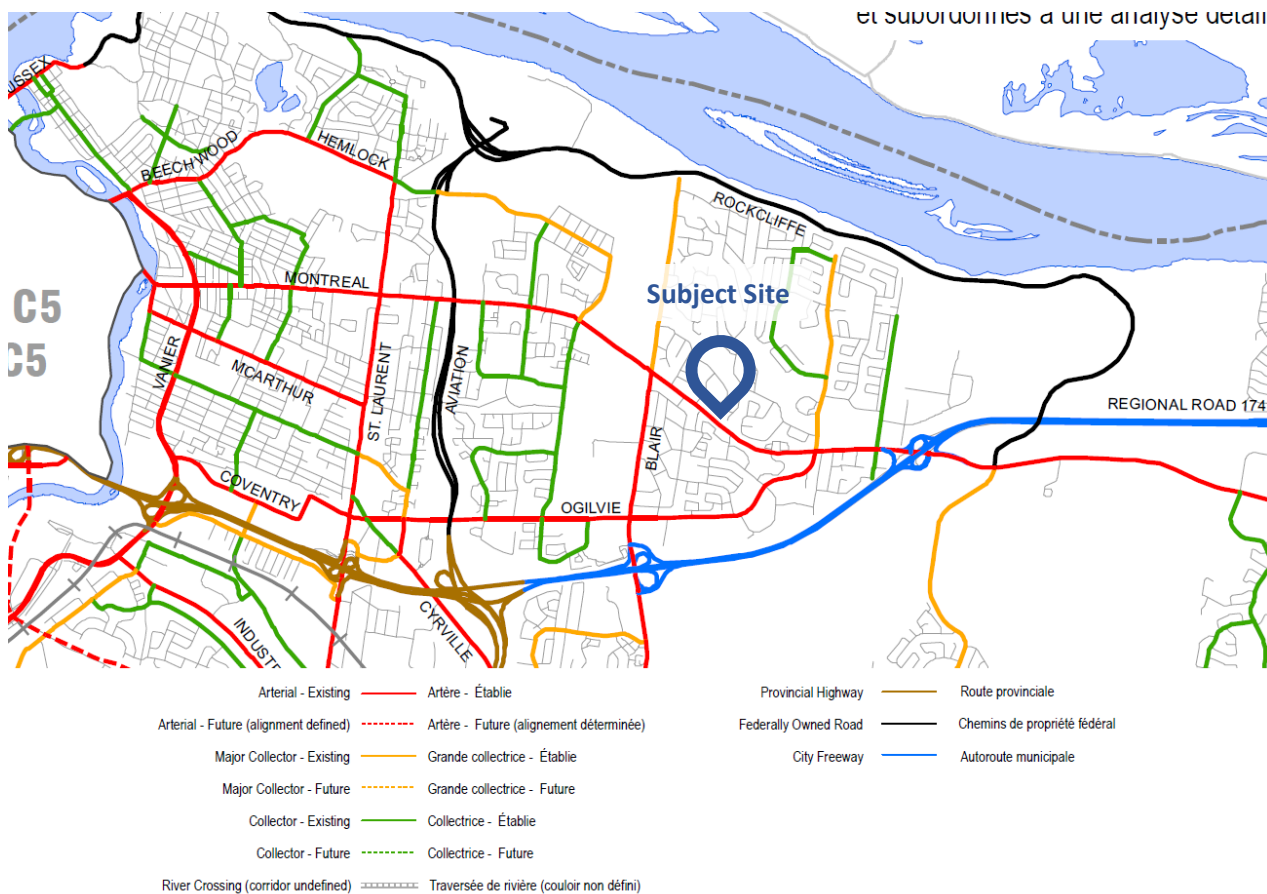 et subordonnés à une analyse détail
USSEX
BEECHWOOD
HEMLOCK
ROCKCLIFFE
MONTREAL
Subject Site
C5
C5
VANIER
MCARTHUR
ST. LAURENT
AVIATION
BLAIR
REGIONAL ROAD 174
COVENTRY
OGILVIE
CYRVILLE
INDUST
Arterial - Existing Artère - Établie
Arterial - Future (alignment defined) Artère - Future (alignement déterminée)
Major Collector - Existing Grande collectrice - Établie
Major Collector - Future Grande collectrice - Future
Collector - Existing Collectrice - Établie
Collector - Future Collectrice - Future
River Crossing (corridor undefined) Traversée de rivière (couloir non défini)
Provincial Highway Route provinciale
Federally Owned Road Chemins de propriété fédéral
City Freeway Autoroute municipale